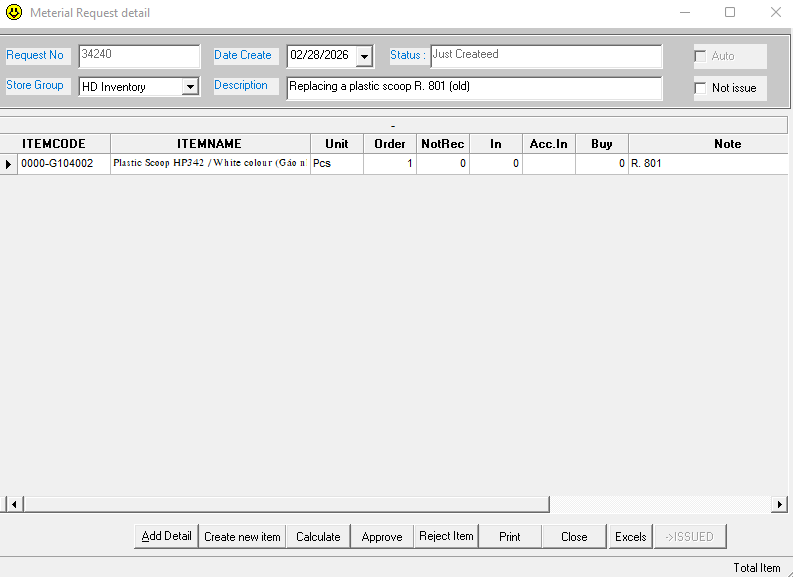 Meterial Request detail
Request No 34240 Date Create 02/28/2026 Status : Just Createed Auto
Store Group HD Inventory Description Replacing a plastic scoop R. 801 (old) Not issue
-
ITEMCODE ITEMNAME Unit Order NotRec In Acc.In Buy Note
0000-G104002 Plastic Scoop HP342 / White colour (Gáo n Pcs 1 0 0 0 R. 801
Add Detail Create new item Calculate Approve Reject Item Print Close Excels ->ISSUED
Total Item